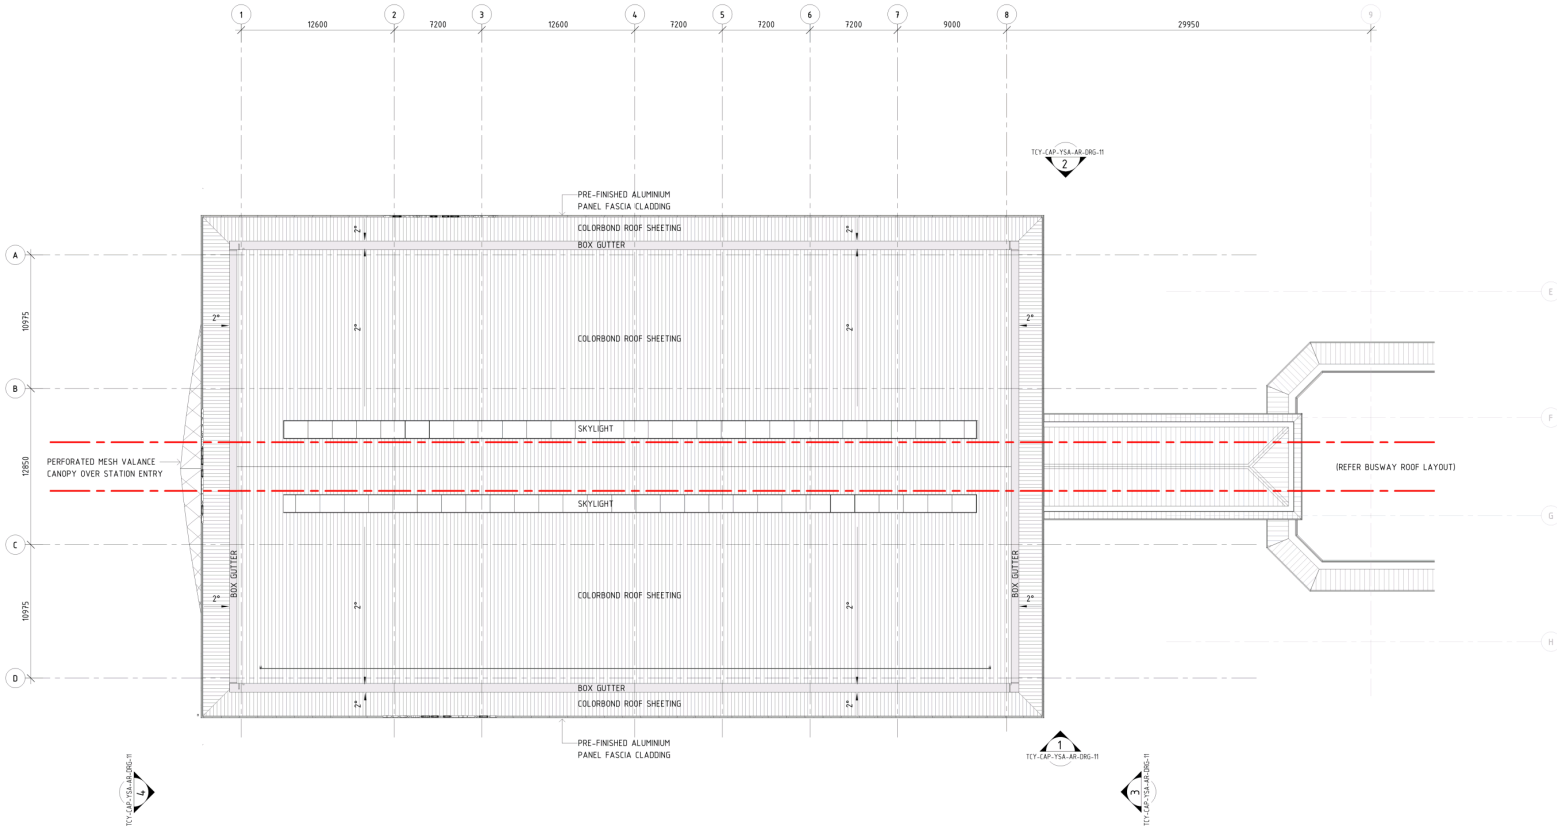 1 2 3 4 5 6 7 8 9
12600 7200 12600 7200 7200 7200 9000 29950
TCY-CAP-YSA-AR-DRG-11
2
PRE-FINISHED ALUMINIUM
PANEL FASCIA CLADDING
2° COLORBOND ROOF SHEETING 2°
BOX GUTTER
A
E
10975
2° 2°
2° 2°
COLORBOND ROOF SHEETING
B
F
SKYLIGHT
12850
PERFORATED MESH VALANCE
CANOPY OVER STATION ENTRY
(REFER BUSWAY ROOF LAYOUT)
SKYLIGHT
G
C
BOX GUTTER
BOX GUTTER
COLORBOND ROOF SHEETING
2° 2°
2° 2°
10975
H
D
BOX GUTTER
2° COLORBOND ROOF SHEETING 2°
PRE-FINISHED ALUMINIUM
PANEL FASCIA CLADDING
1
TCY-CAP-YSA-AR-DRG-11
TCY-CAP-YSA-AR-DRG-11
4
3
TCY-CAP-YSA-AR-DRG-11